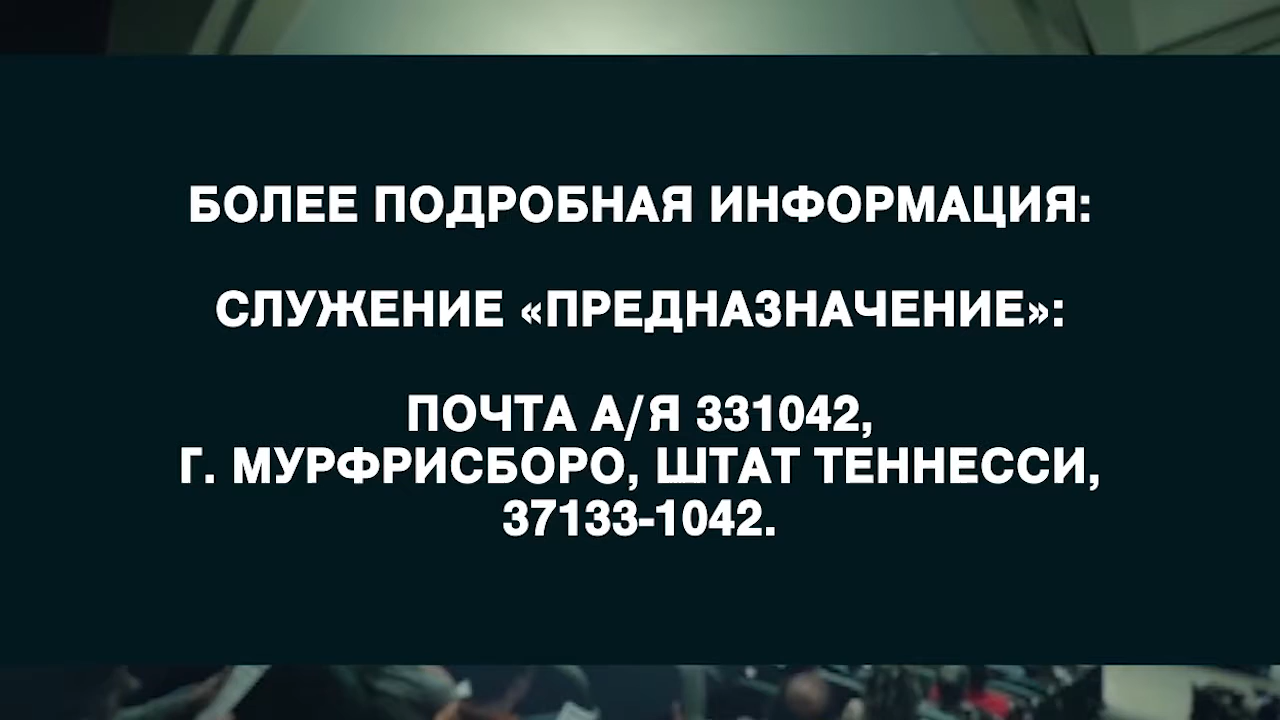 БОЛЕЕ ПОДРОБНАЯ ИНФОРМАЦИЯ:
СЛУЖЕНИЕ «ПРЕДНАЗНАЧЕНИЕ»:
ПОЧТА А/Я 331042,
Г. МУРФРИСБОРО, ШТАТ ТЕННЕССИ,
37133-1042.